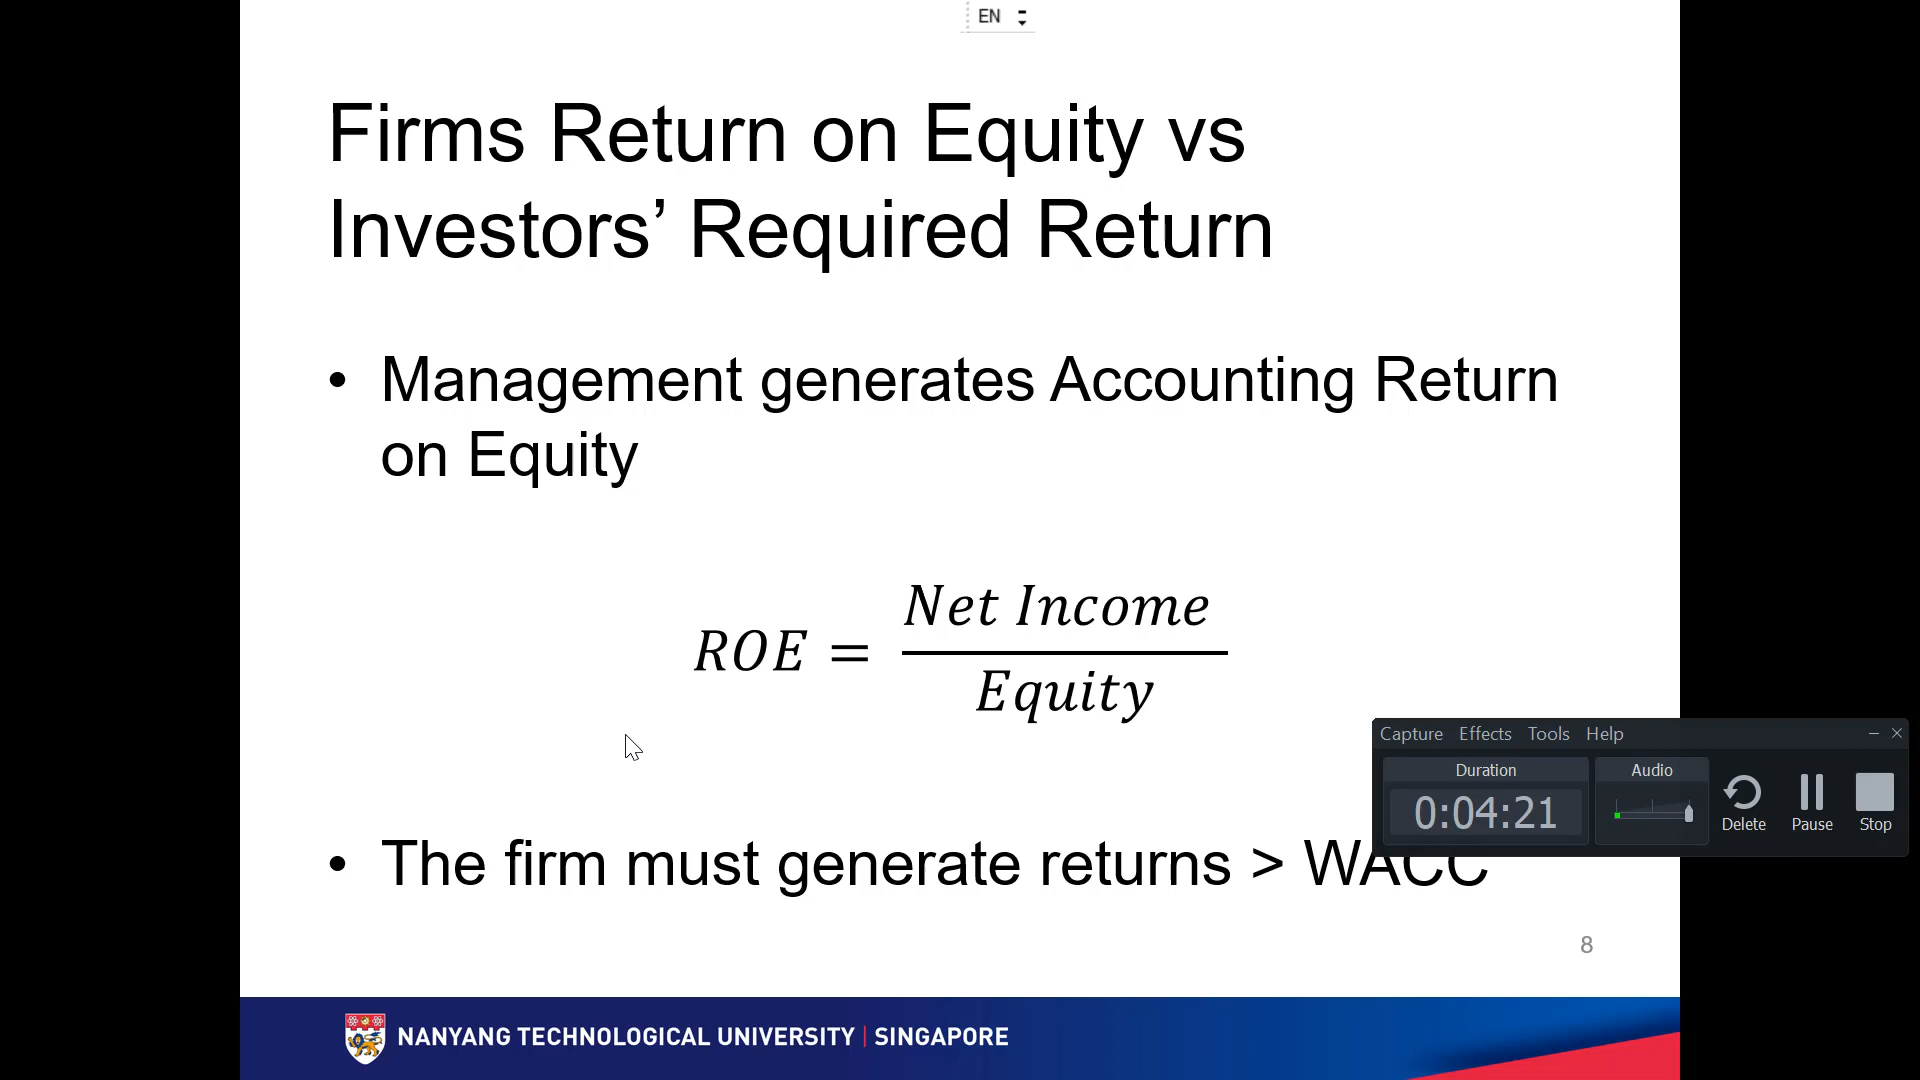 EN
Firms Return on Equity vs
Investors’ Required Return
• Management generates Accounting Return
on Equity
ROE = Net Income
Equity
Capture Effects Tools Help
Duration Audio
0:04:21
Delete Pause Stop
• The firm must generate returns > WACC
8
NANYANG TECHNOLOGICAL UNIVERSITY | SINGAPORE